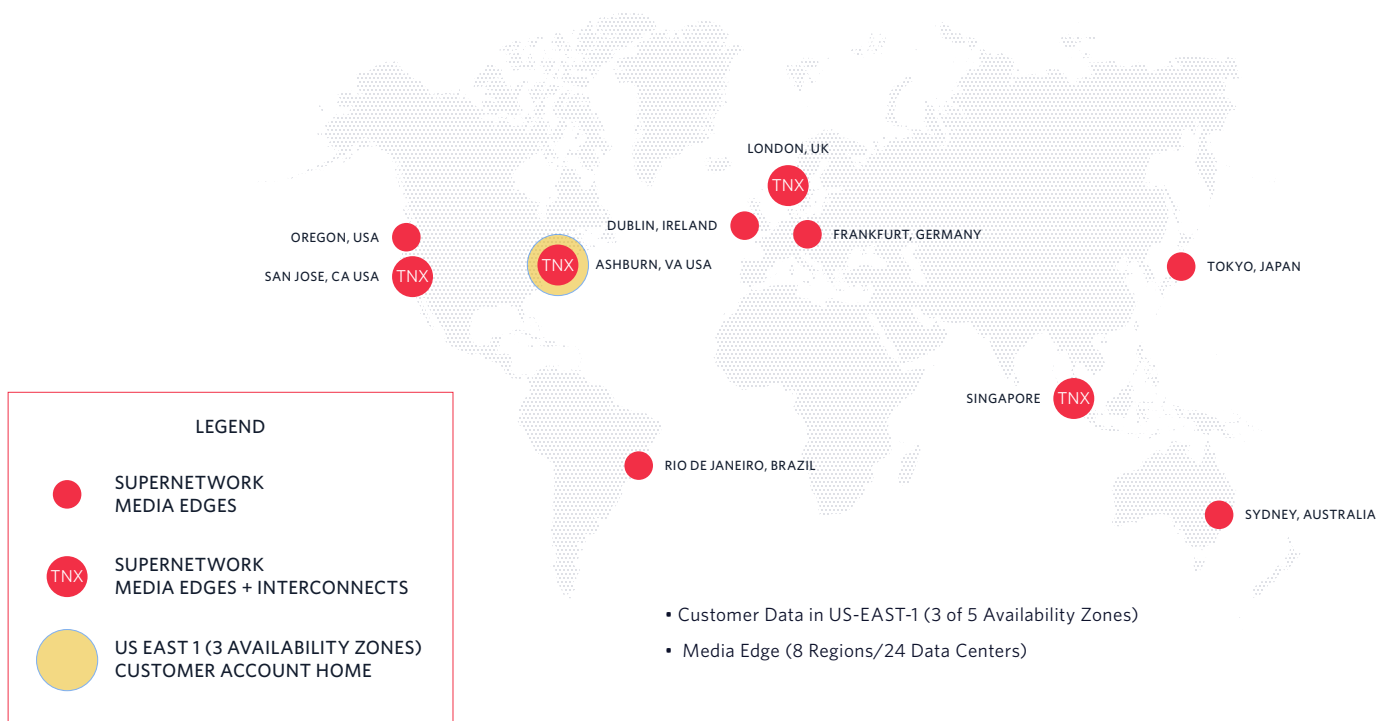 LONDON, UK
TNX
DUBLIN, IRELAND
FRANKFURT, GERMANY
OREGON, USA
SAN JOSE, CA USA
TNX
TNX
ASHBURN, VA USA
TOKYO, JAPAN
SINGAPORE
TNX
RIO DE JANEIRO, BRAZIL
SYDNEY, AUSTRALIA
LEGEND
SUPERNETWORK
MEDIA EDGES
TNX
SUPERNETWORK
MEDIA EDGES + INTERCONNECTS
US EAST 1 (3 AVAILABILITY ZONES)
CUSTOMER ACCOUNT HOME
• Customer Data in US-EAST-1 (3 of 5 Availability Zones)
• Media Edge (8 Regions/24 Data Centers)